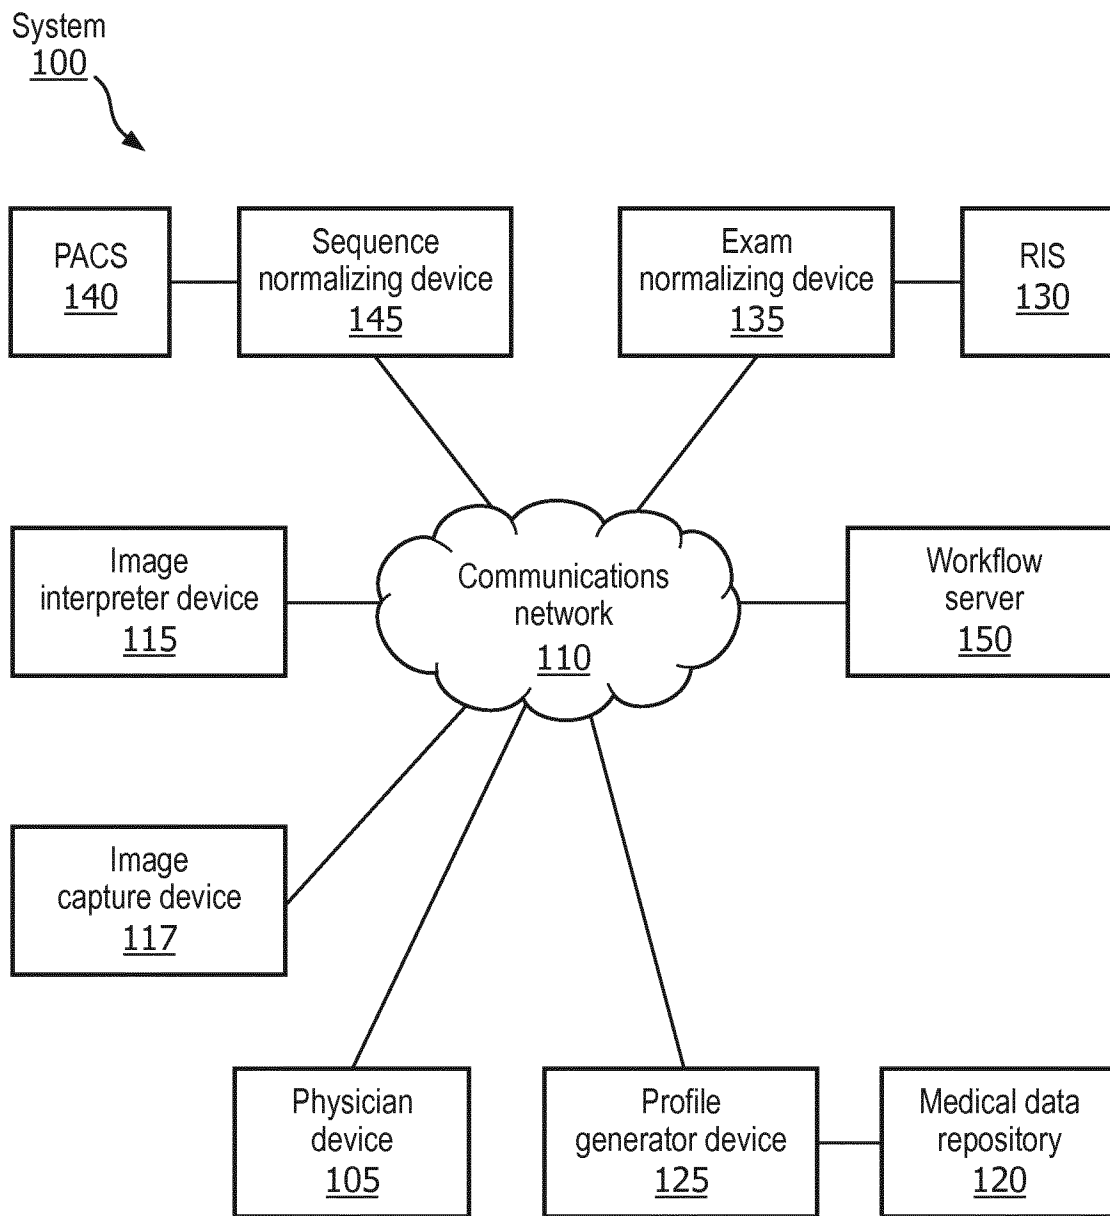 System
100
PACS
140
Sequence
normalizing device
145
Exam
normalizing device
135
RIS
130
Image
interpreter device
115
Communications
network
110
Workflow
server
150
Image
capture device
117
Physician
device
105
Profile
generator device
125
Medical data
repository
120